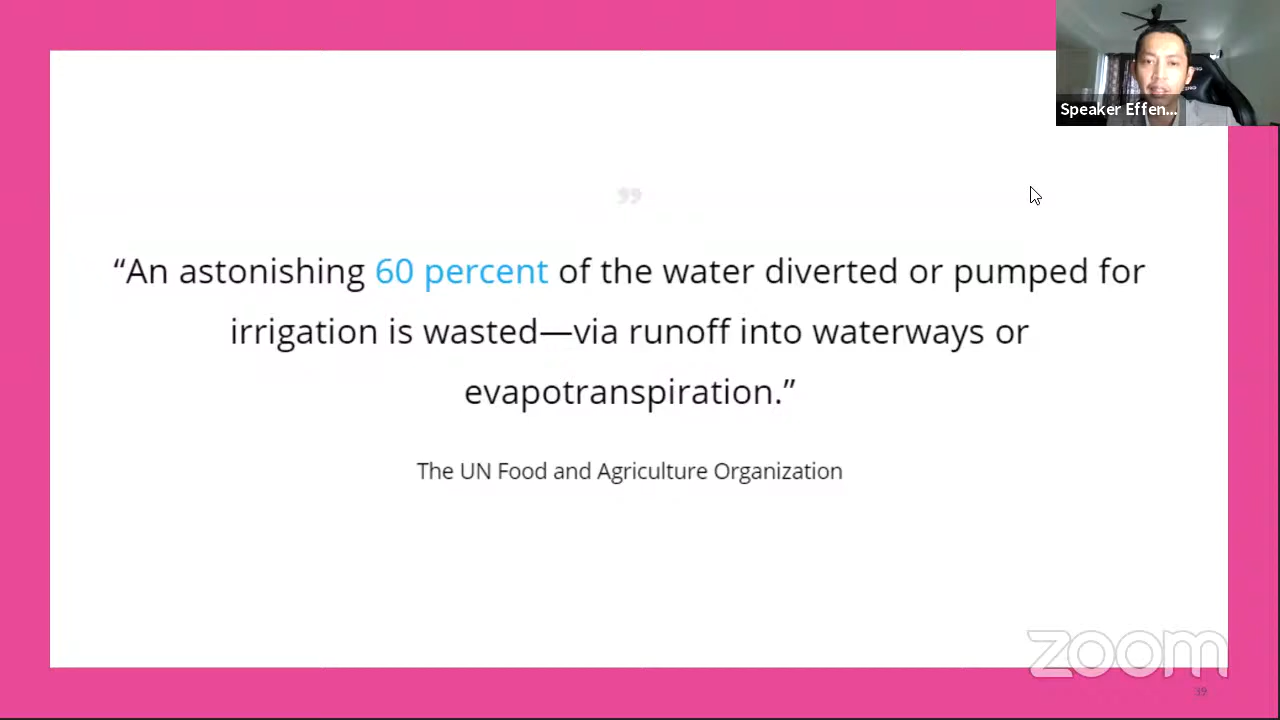 Speaker Effen...
”
“An astonishing 60 percent of the water diverted or pumped for
irrigation is wasted—via runoff into waterways or
evapotranspiration.”
The UN Food and Agriculture Organization
zoom
39